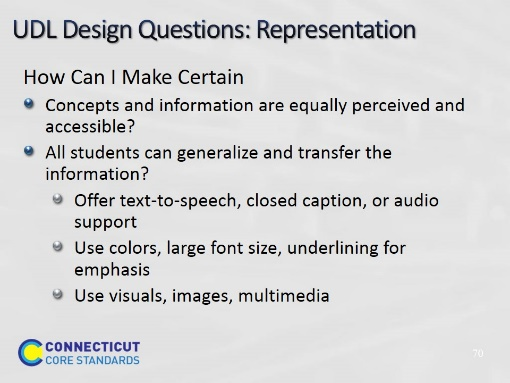 UDL Design Questions: Representation
How Can I Make Certain
Concepts and information are equally perceived and
accessible?
All students can generalize and transfer the
information?
Offer text-to-speech, closed caption, or audio
support
Use colors, large font size, underlining for
emphasis
Use visuals, images, multimedia
CONNECTICUT
CORE STANDARDS
70